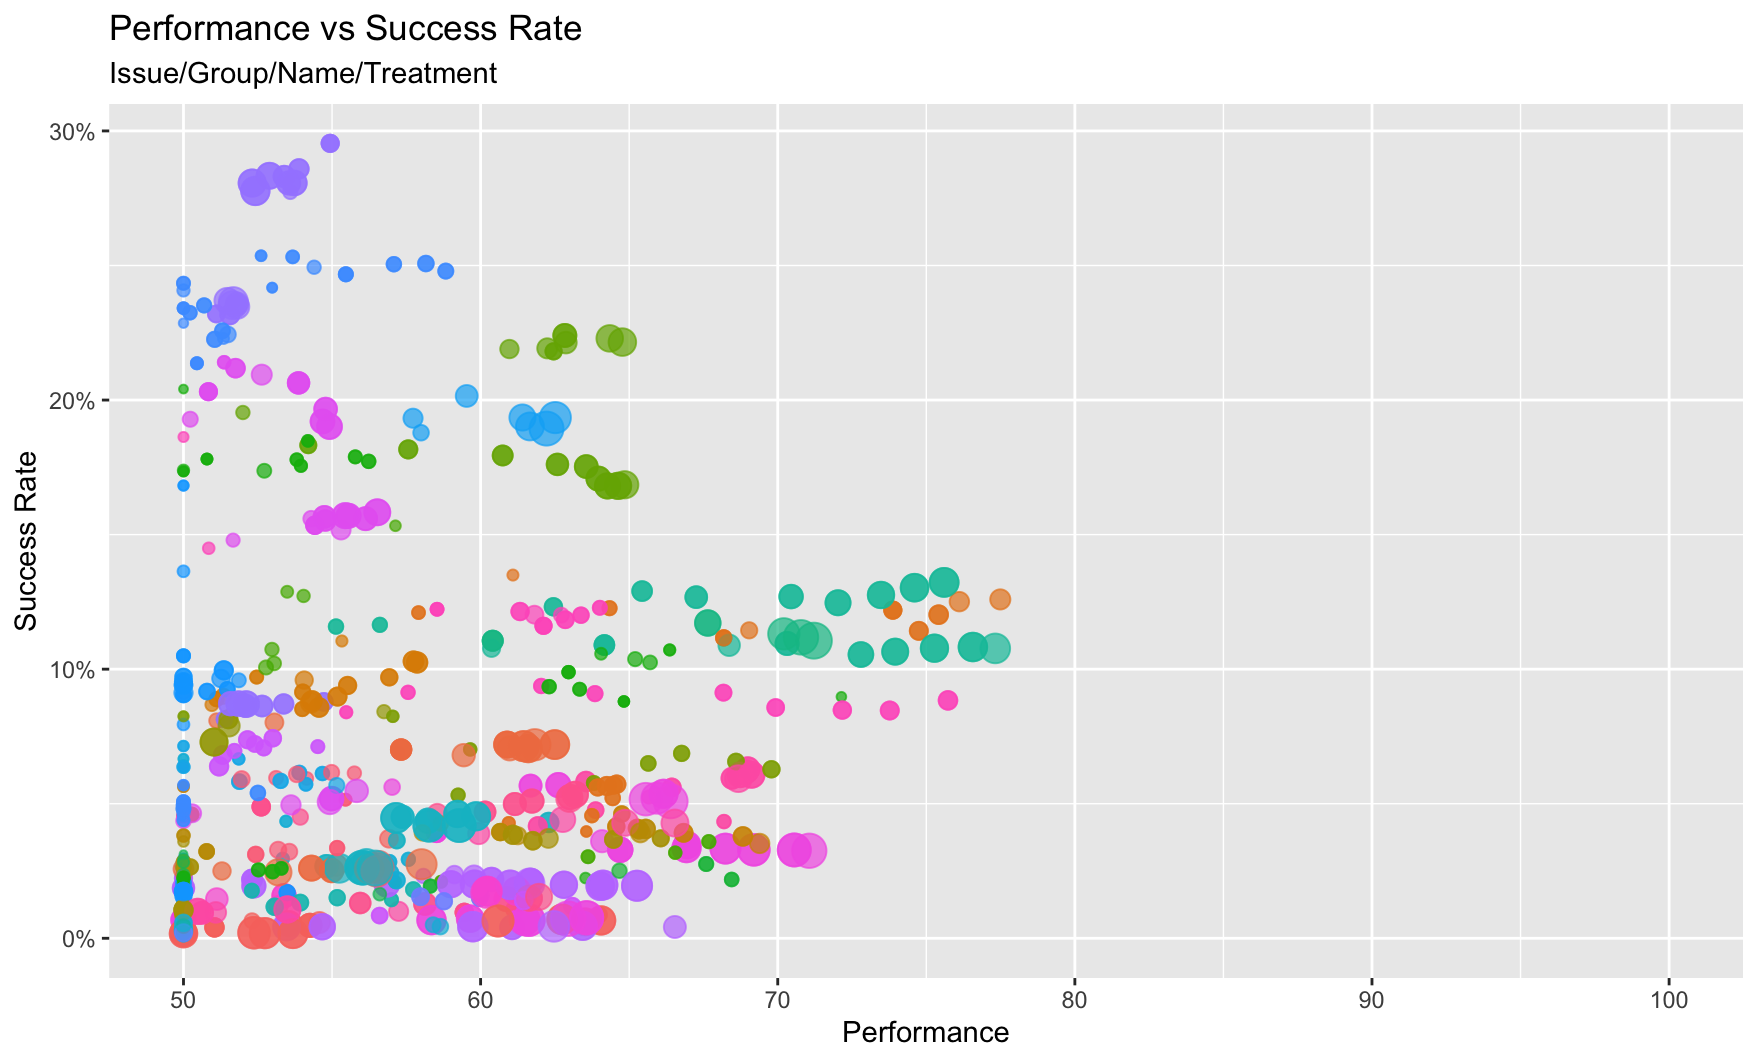 Performance vs Success Rate
Issue/Group/Name/Treatment
30%
20%
10%
0%
Success Rate
50 60 70 80 90 100
Performance